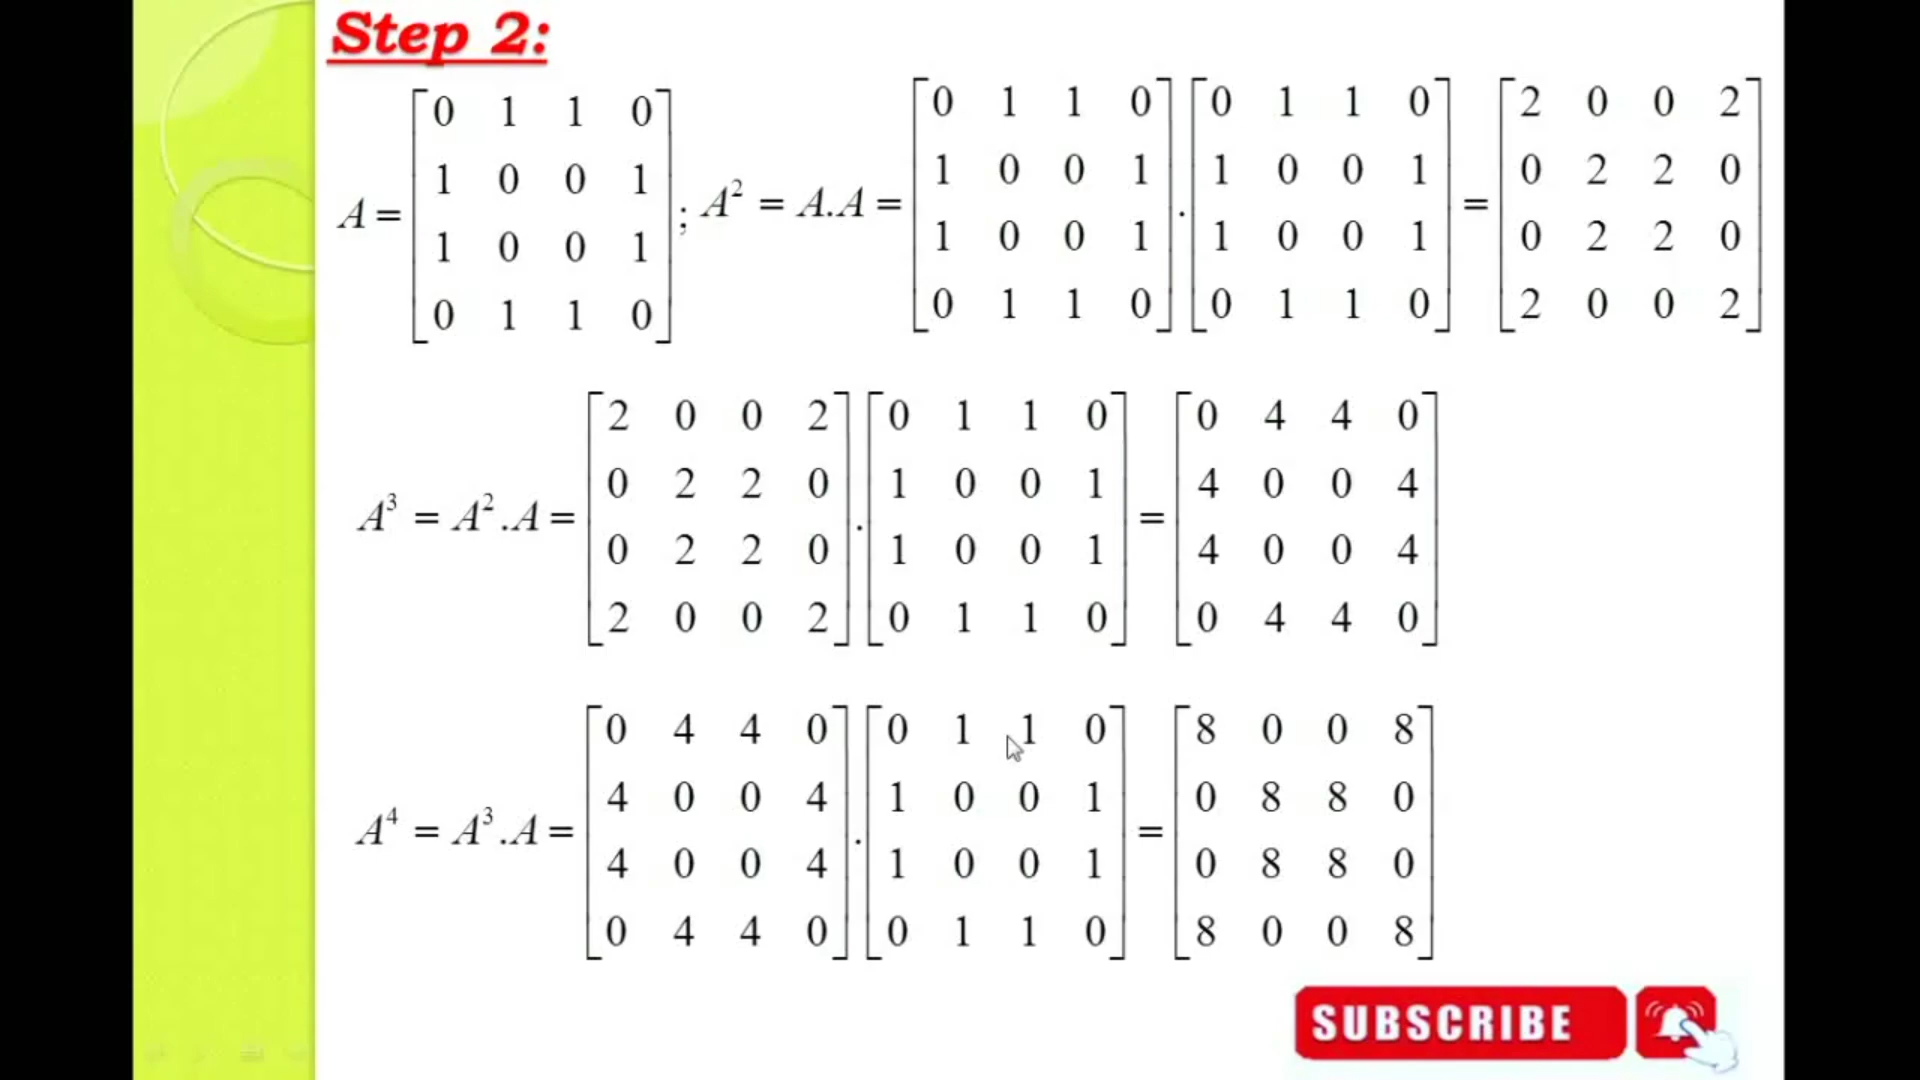 Step 2:
A = [0 1 1 0; 1 0 0 1; 1 0 0 1; 0 1 1 0] ; A² = A.A = [0 1 1 0; 1 0 0 1; 1 0 0 1; 0 1 1 0] . [0 1 1 0; 1 0 0 1; 1 0 0 1; 0 1 1 0] = [2 0 0 2; 0 2 2 0; 0 2 2 0; 2 0 0 2]
A³ = A².A = [2 0 0 2; 0 2 2 0; 0 2 2 0; 2 0 0 2] . [0 1 1 0; 1 0 0 1; 1 0 0 1; 0 1 1 0] = [0 4 4 0; 4 0 0 4; 4 0 0 4; 0 4 4 0]
A⁴ = A³.A = [0 4 4 0; 4 0 0 4; 4 0 0 4; 0 4 4 0] . [0 1 1 0; 1 0 0 1; 1 0 0 1; 0 1 1 0] = [8 0 0 8; 0 8 8 0; 0 8 8 0; 8 0 0 8]
SUBSCRIBE